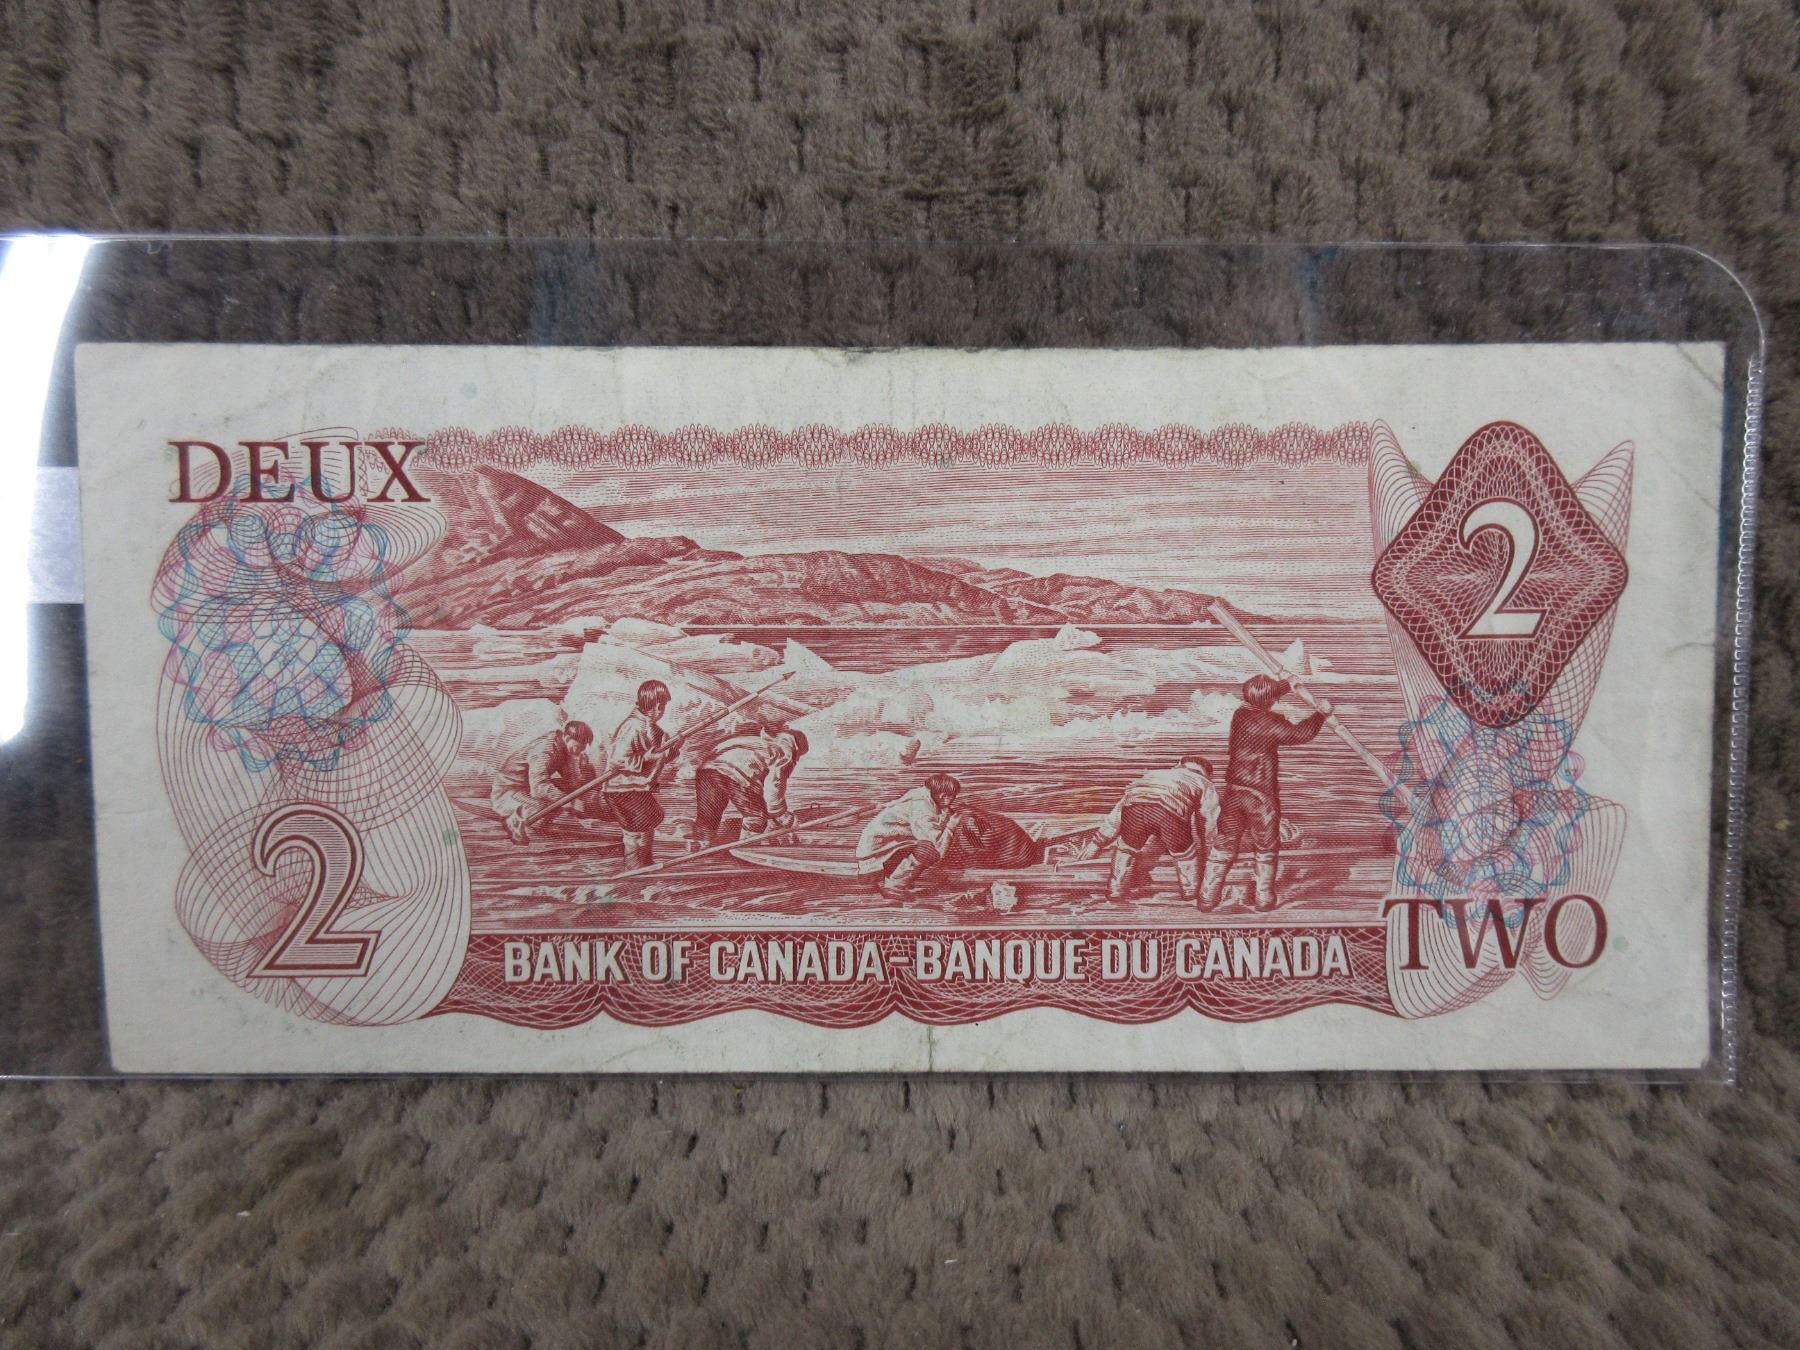 DEUX
2
2
BANK OF CANADA–BANQUE DU CANADA
TWO